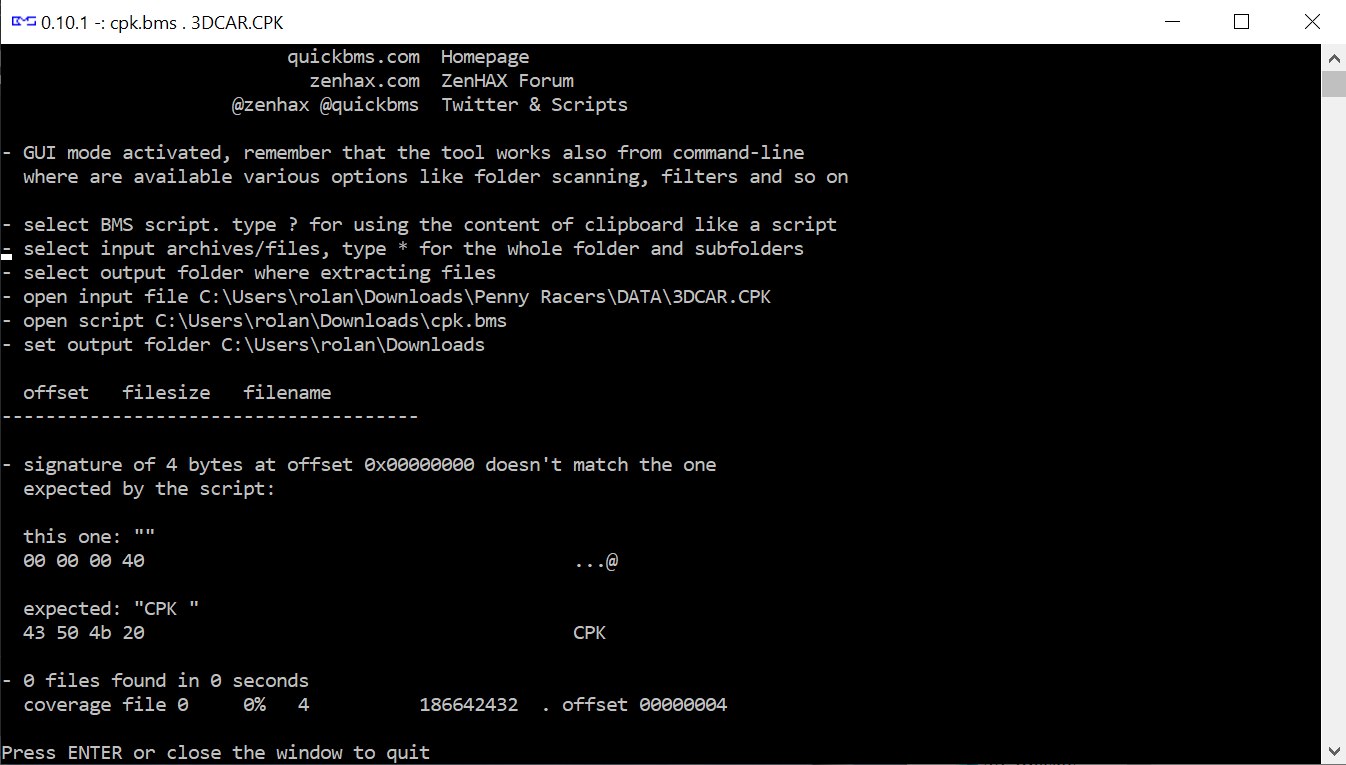 0.10.1 -: cpk.bms . 3DCAR.CPK
quickbms.com  Homepage
zenhax.com  ZenHAX Forum
@zenhax @quickbms  Twitter & Scripts
- GUI mode activated, remember that the tool works also from command-line
where are available various options like folder scanning, filters and so on
- select BMS script. type ? for using the content of clipboard like a script
- select input archives/files, type * for the whole folder and subfolders
- select output folder where extracting files
- open input file C:\Users\rolan\Downloads\Penny Racers\DATA\3DCAR.CPK
- open script C:\Users\rolan\Downloads\cpk.bms
- set output folder C:\Users\rolan\Downloads
offset   filesize   filename
--------------------------------------
- signature of 4 bytes at offset 0x00000000 doesn't match the one
expected by the script:
this one: ""
00 00 00 40    ...@
expected: "CPK "
43 50 4b 20    CPK
- 0 files found in 0 seconds
coverage file 0     0%   4          186642432  . offset 00000004
Press ENTER or close the window to quit